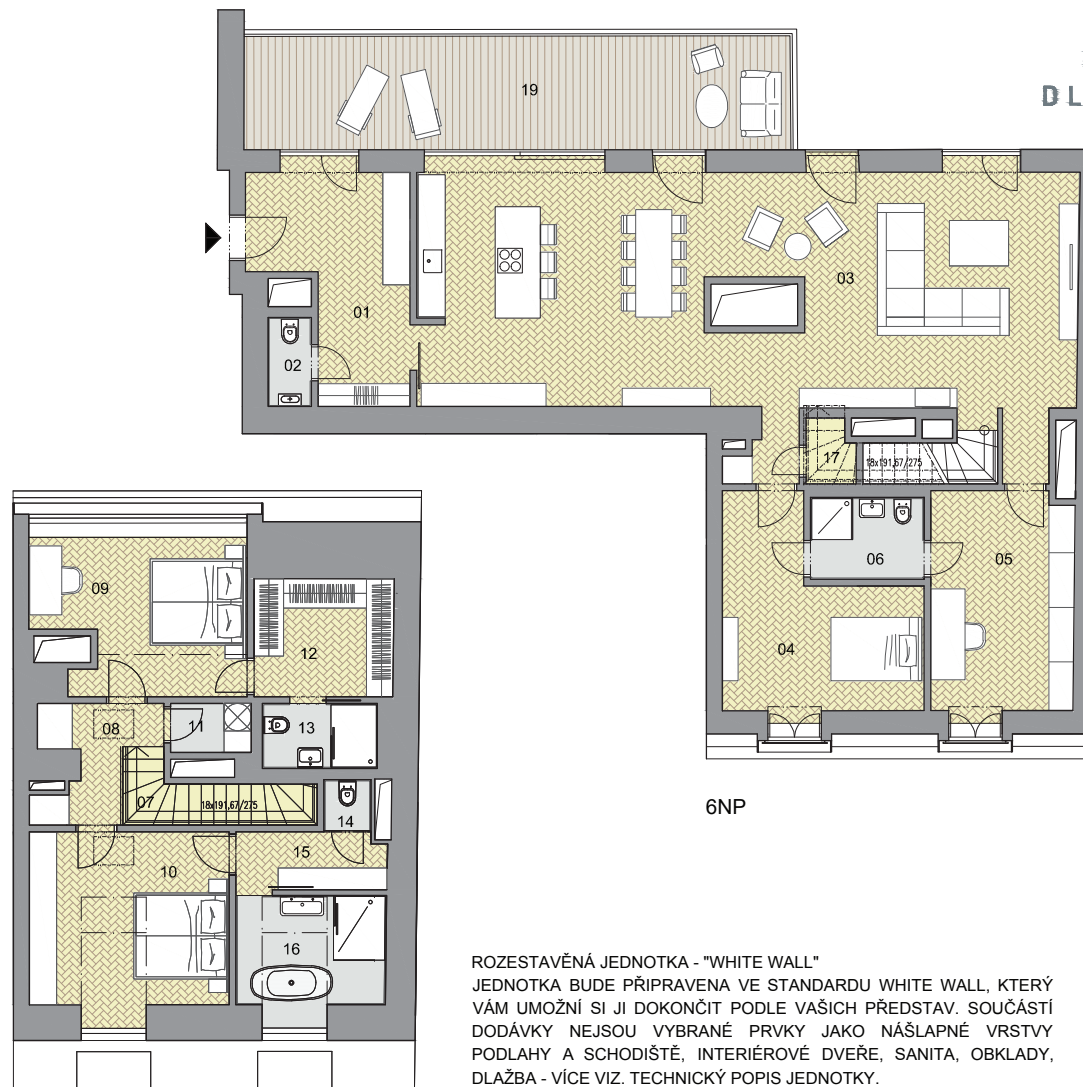 19
DL
03
01
02
17
18x191,67/275
06
05
04
09
12
08
11
13
07
18x191,67/275
14
15
10
16
6NP
ROZESTAVĚNÁ JEDNOTKA - "WHITE WALL"
JEDNOTKA BUDE PŘIPRAVENA VE STANDARDU WHITE WALL, KTERÝ
VÁM UMOŽNÍ SI JI DOKONČIT PODLE VAŠICH PŘEDSTAV. SOUČÁSTÍ
DODÁVKY NEJSOU VYBRANÉ PRVKY JAKO NÁŠLAPNÉ VRSTVY
PODLAHY A SCHODIŠTĚ, INTERIÉROVÉ DVEŘE, SANITA, OBKLADY,
DLAŽBA - VÍCE VIZ. TECHNICKÝ POPIS JEDNOTKY.